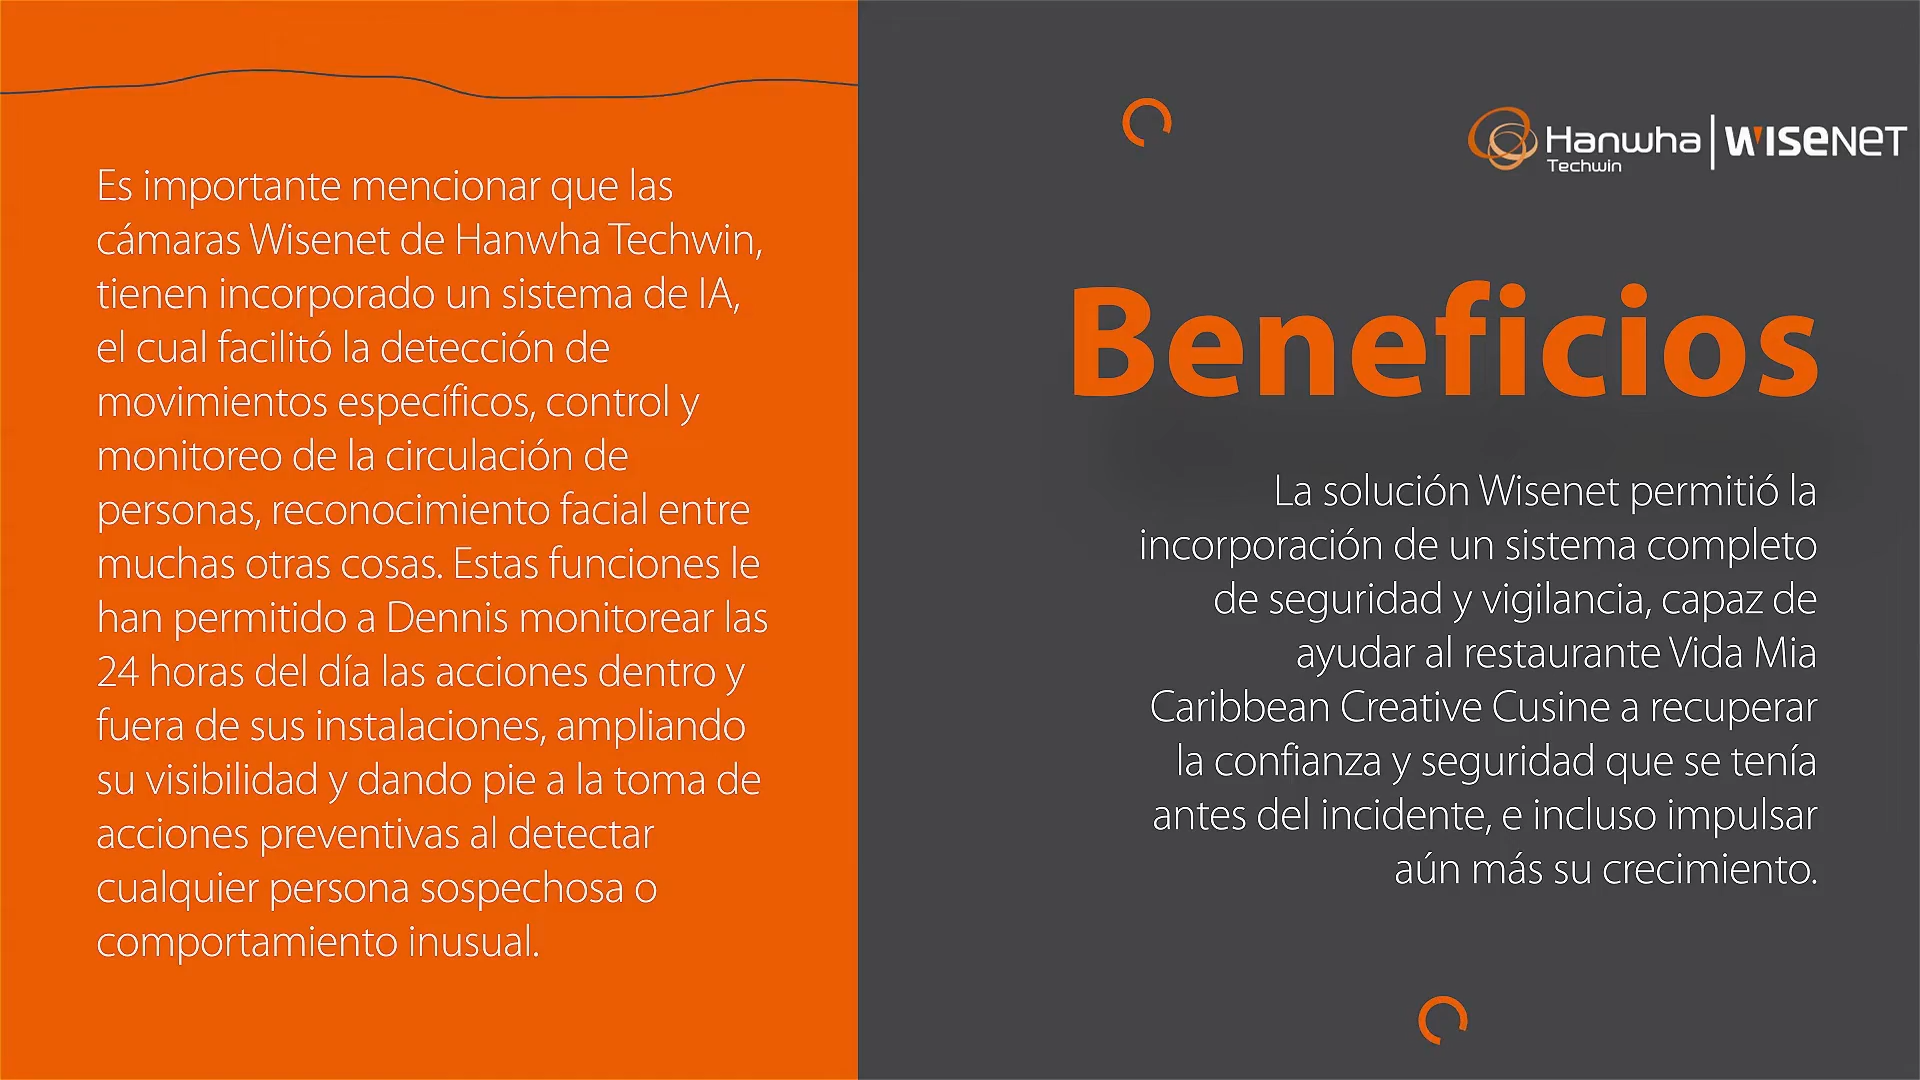 Es importante mencionar que las
cámaras Wisenet de Hanwha Techwin,
tienen incorporado un sistema de IA,
el cual facilitó la detección de
movimientos específicos, control y
monitoreo de la circulación de
personas, reconocimiento facial entre
muchas otras cosas. Estas funciones le
han permitido a Dennis monitorear las
24 horas del día las acciones dentro y
fuera de sus instalaciones, ampliando
su visibilidad y dando pie a la toma de
acciones preventivas al detectar
cualquier persona sospechosa o
comportamiento inusual.
Hanwha | WISENET
Techwin
Beneficios
La solución Wisenet permitió la
incorporación de un sistema completo
de seguridad y vigilancia, capaz de
ayudar al restaurante Vida Mia
Caribbean Creative Cusine a recuperar
la confianza y seguridad que se tenía
antes del incidente, e incluso impulsar
aún más su crecimiento.